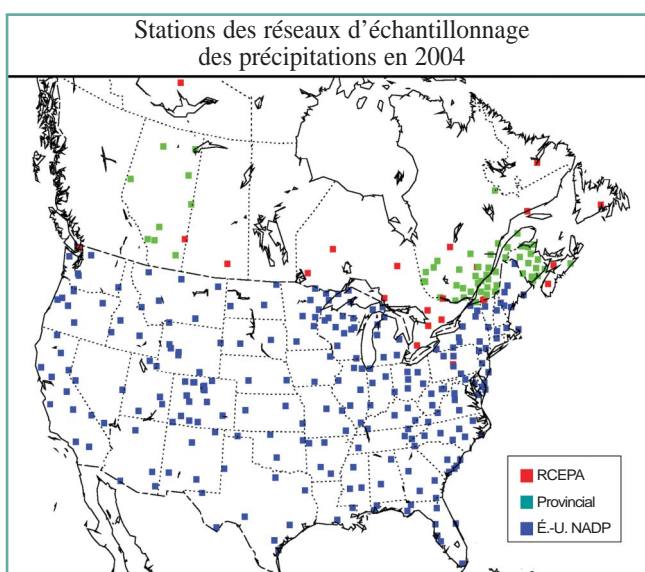 Stations des réseaux d’échantillonnage
des précipitations en 2004
RCEPA
Provincial
É.-U. NADP